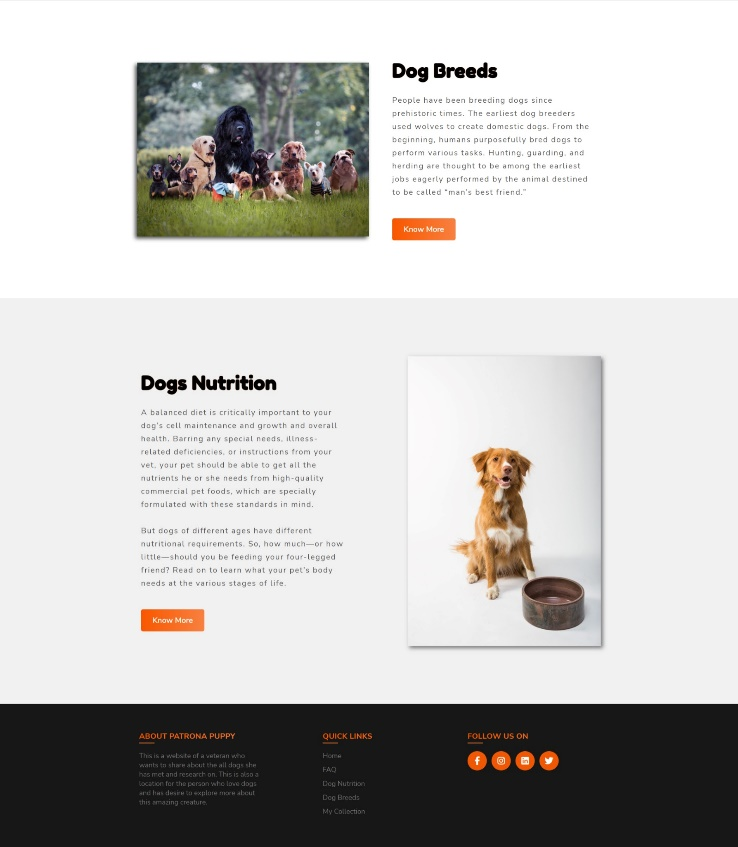 Dog Breeds
People have been breeding dogs since
prehistoric times. The earliest dog breeders
used wolves to create domestic dogs. From the
beginning, humans purposefully bred dogs to
perform various tasks. Hunting, guarding, and
herding are thought to be among the earliest
jobs eagerly performed by the animal destined
to be called “man’s best friend.”
Know More
Dogs Nutrition
A balanced diet is critically important to your
dog’s cell maintenance and growth and overall
health. Barring any special needs, illness-
related deficiencies, or instructions from your
vet, your pet should be able to get all the
nutrients he or she needs from high-quality
commercial pet foods, which are specially
formulated with these standards in mind.
But dogs of different ages have different
nutritional requirements. So, how much—or how
little—should you be feeding your four-legged
friend? Read on to learn what your pet’s body
needs at the various stages of life.
Know More
ABOUT PATRONA PUPPY
This is a website of a veteran who
wants to share about the all dogs she
has met and research on. This is also a
location for the person who love dogs
and has desire to explore more about
this amazing creature.
QUICK LINKS
Home
FAQ
Dog Nutrition
Dog Breeds
My Collection
FOLLOW US ON